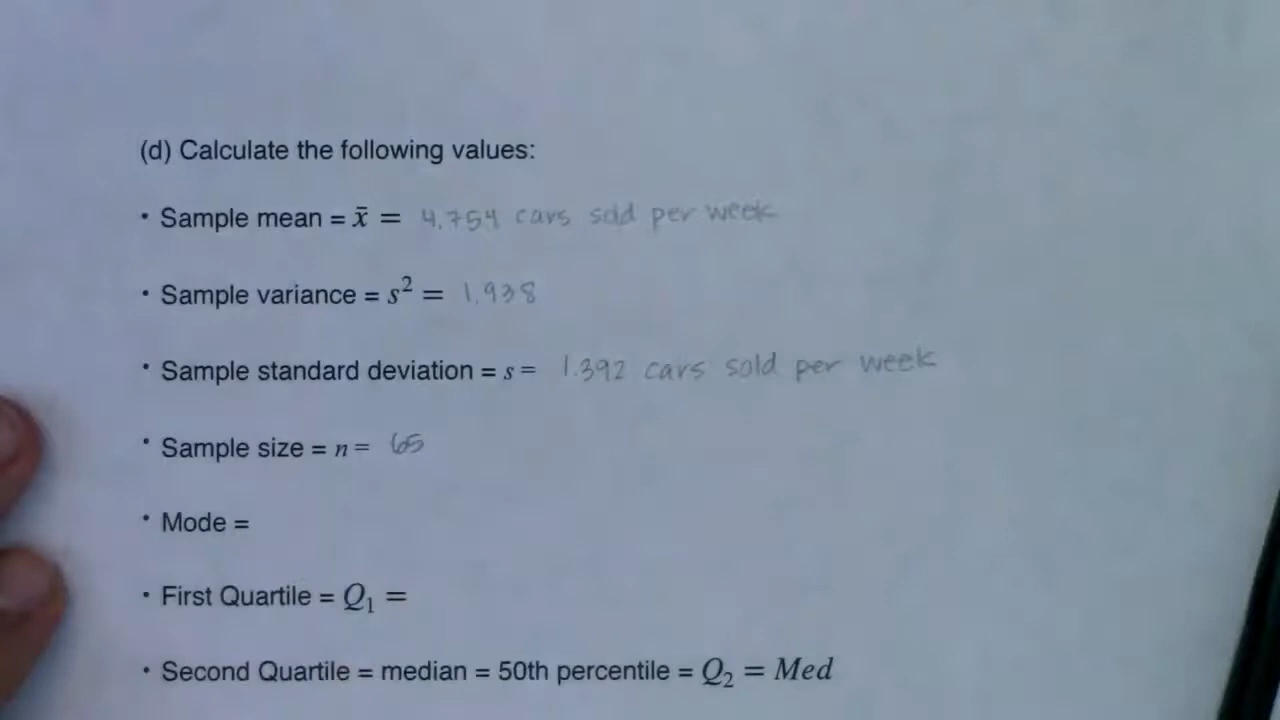 (d) Calculate the following values:
• Sample mean = x̄ = 4.754 cars sold per week
• Sample variance = s² = 1.938
• Sample standard deviation = s = 1.392 cars sold per week
• Sample size = n = 65
• Mode =
• First Quartile = Q₁ =
• Second Quartile = median = 50th percentile = Q₂ = Med